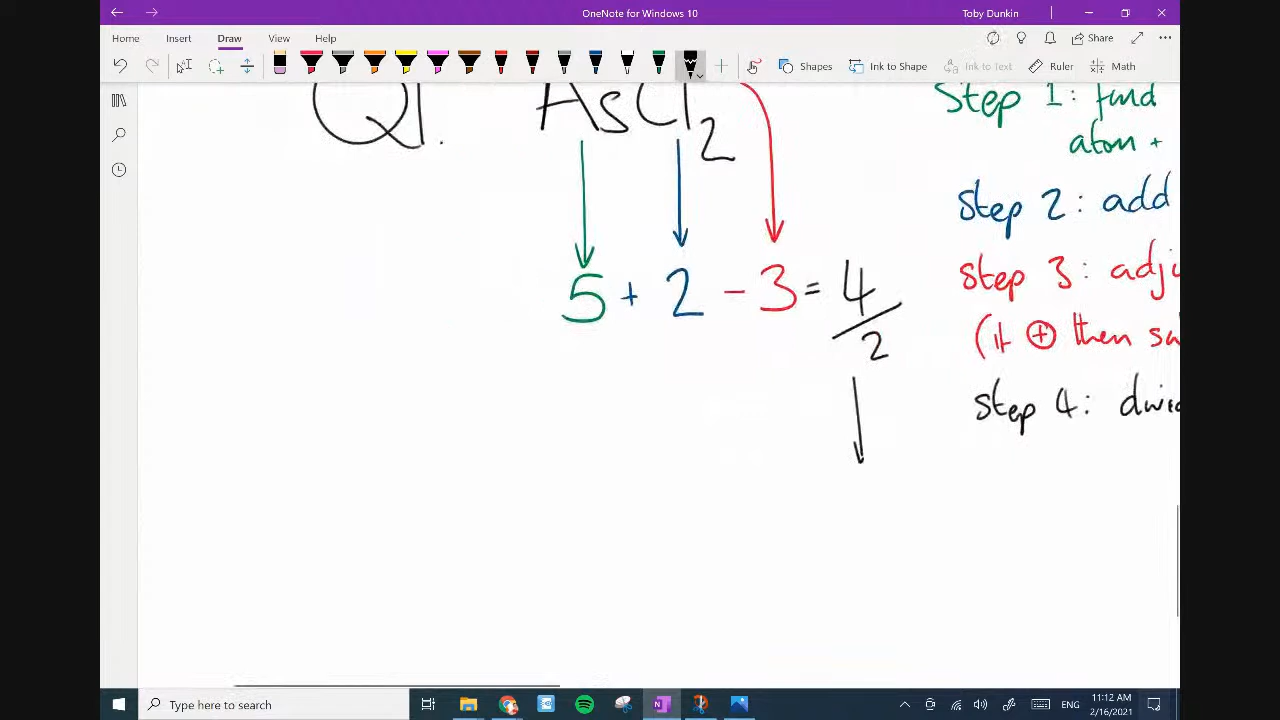 OneNote for Windows 10
Toby Dunkin
Home Insert Draw View Help
Share
Shapes Ink to Shape Ink to Text Ruler Math
Q1. AsCl2
5 + 2 - 3 = 4/2
Step 1: find
atom +
step 2: add
step 3: adju
(if ⊕ then su
step 4: divid
Type here to search
ENG
11:12 AM
2/16/2021